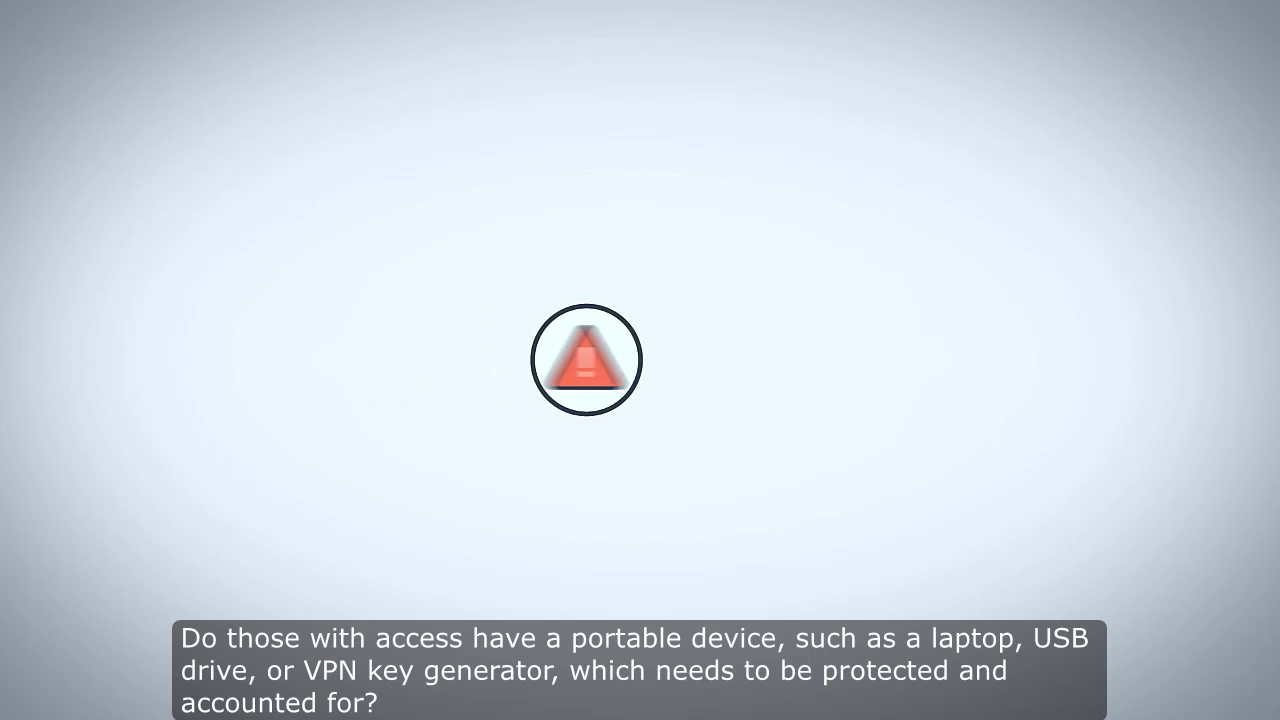 Do those with access have a portable device, such as a laptop, USB
drive, or VPN key generator, which needs to be protected and
accounted for?